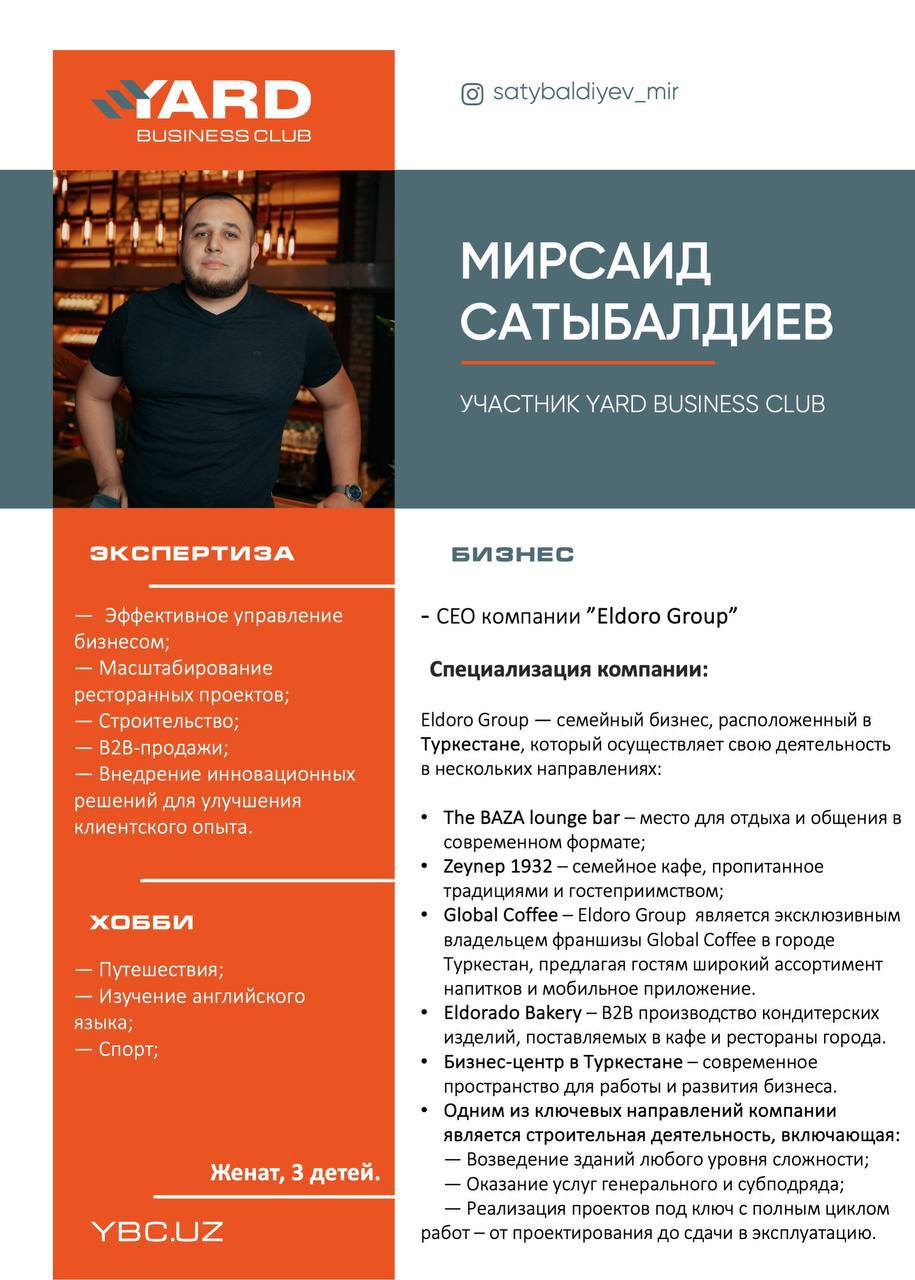 YARD
BUSINESS CLUB
satybaldiyev_mir
МИРСАИД
САТЫБАЛДИЕВ
УЧАСТНИК YARD BUSINESS CLUB
ЭКСПЕРТИЗА
— Эффективное управление
бизнесом;
— Масштабирование
ресторанных проектов;
— Строительство;
— B2B-продажи;
— Внедрение инновационных
решений для улучшения
клиентского опыта.
ХОББИ
— Путешествия;
— Изучение английского
языка;
— Спорт;
Женат, 3 детей.
YBC.UZ
БИЗНЕС
- CEO компании ”Eldoro Group”
Специализация компании:
Eldoro Group — семейный бизнес, расположенный в
Туркестане, который осуществляет свою деятельность
в нескольких направлениях:
• The BAZA lounge bar – место для отдыха и общения в
современном формате;
• Zeynep 1932 – семейное кафе, пропитанное
традициями и гостеприимством;
• Global Coffee – Eldoro Group является эксклюзивным
владельцем франшизы Global Coffee в городе
Туркестан, предлагая гостям широкий ассортимент
напитков и мобильное приложение.
• Eldorado Bakery – B2B производство кондитерских
изделий, поставляемых в кафе и рестораны города.
• Бизнес-центр в Туркестане – современное
пространство для работы и развития бизнеса.
• Одним из ключевых направлений компании
является строительная деятельность, включающая:
— Возведение зданий любого уровня сложности;
— Оказание услуг генерального и субподряда;
— Реализация проектов под ключ с полным циклом
работ – от проектирования до сдачи в эксплуатацию.